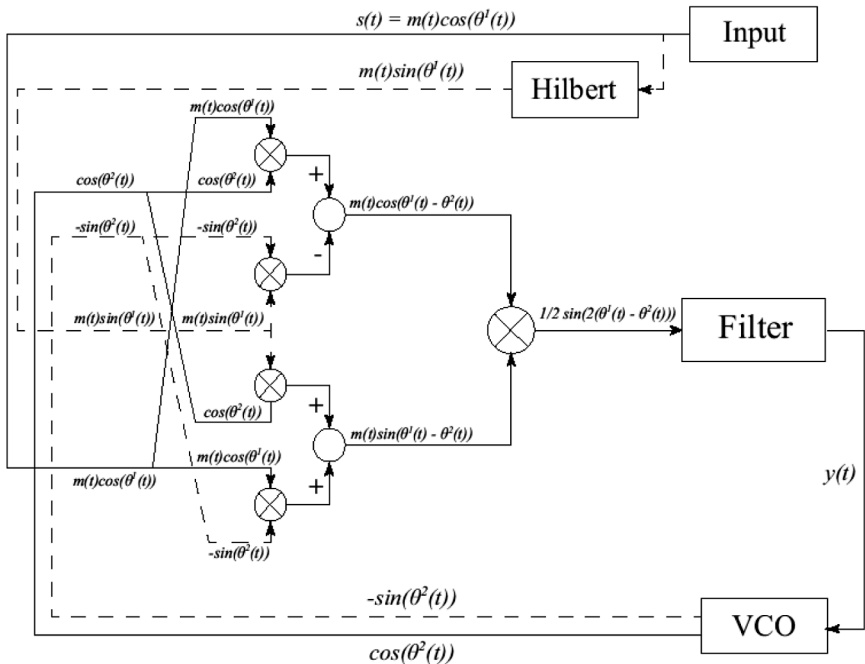 s(t) = m(t)cos(θ¹(t))
Input
m(t)sin(θ¹(t))
Hilbert
m(t)cos(θ¹(t))
+
cos(θ²(t))
cos(θ²(t))
m(t)cos(θ¹(t) - θ²(t))
-sin(θ²(t))
-sin(θ²(t))
-
m(t)sin(θ¹(t))
m(t)sin(θ¹(t))
1/2 sin(2(θ¹(t) - θ²(t)))
Filter
cos(θ²(t))
+
m(t)sin(θ¹(t) - θ²(t))
m(t)cos(θ¹(t))
m(t)cos(θ¹(t))
+
y(t)
-sin(θ²(t))
-sin(θ²(t))
VCO
cos(θ²(t))